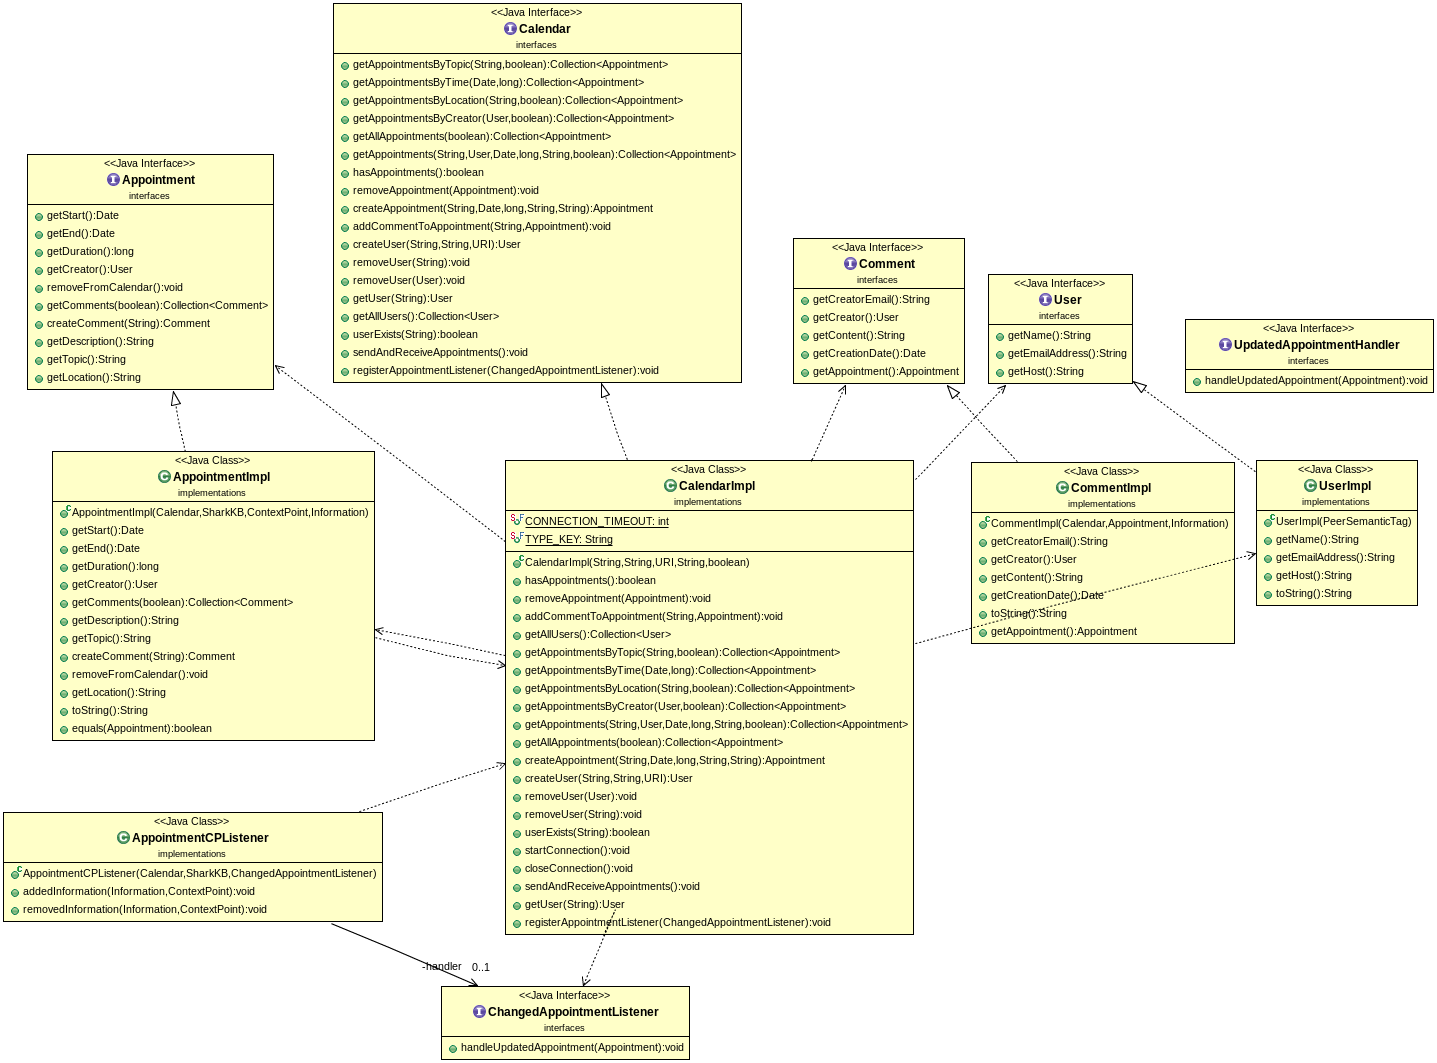 <<Java Interface>>
Calendar
interfaces
getAppointmentsByTopic(String,boolean):Collection<Appointment>
getAppointmentsByTime(Date,long):Collection<Appointment>
getAppointmentsByLocation(String,boolean):Collection<Appointment>
getAppointmentsByCreator(User,boolean):Collection<Appointment>
getAllAppointments(boolean):Collection<Appointment>
getAppointments(String,User,Date,long,String,boolean):Collection<Appointment>
hasAppointments():boolean
removeAppointment(Appointment):void
createAppointment(String,Date,long,String,String):Appointment
addCommentToAppointment(String,Appointment):void
createUser(String,String,URI):User
removeUser(String):void
removeUser(User):void
getUser(String):User
getAllUsers():Collection<User>
userExists(String):boolean
sendAndReceiveAppointments():void
registerAppointmentListener(ChangedAppointmentListener):void
<<Java Interface>>
Appointment
interfaces
getStart():Date
getEnd():Date
getDuration():long
getCreator():User
removeFromCalendar():void
getComments(boolean):Collection<Comment>
createComment(String):Comment
getDescription():String
getTopic():String
getLocation():String
<<Java Interface>>
Comment
interfaces
getCreatorEmail():String
getCreator():User
getContent():String
getCreationDate():Date
getAppointment():Appointment
<<Java Interface>>
User
interfaces
getName():String
getEmailAddress():String
getHost():String
<<Java Interface>>
UpdatedAppointmentHandler
interfaces
handleUpdatedAppointment(Appointment):void
<<Java Class>>
AppointmentImpl
implementations
AppointmentImpl(Calendar,SharkKB,ContextPoint,Information)
getStart():Date
getEnd():Date
getDuration():long
getCreator():User
getComments(boolean):Collection<Comment>
getDescription():String
getTopic():String
createComment(String):Comment
removeFromCalendar():void
getLocation():String
toString():String
equals(Appointment):boolean
<<Java Class>>
CalendarImpl
implementations
CONNECTION_TIMEOUT: int
TYPE_KEY: String
CalendarImpl(String,String,URI,String,boolean)
hasAppointments():boolean
removeAppointment(Appointment):void
addCommentToAppointment(String,Appointment):void
getAllUsers():Collection<User>
getAppointmentsByTopic(String,boolean):Collection<Appointment>
getAppointmentsByTime(Date,long):Collection<Appointment>
getAppointmentsByLocation(String,boolean):Collection<Appointment>
getAppointmentsByCreator(User,boolean):Collection<Appointment>
getAppointments(String,User,Date,long,String,boolean):Collection<Appointment>
getAllAppointments(boolean):Collection<Appointment>
createAppointment(String,Date,long,String,String):Appointment
createUser(String,String,URI):User
removeUser(User):void
removeUser(String):void
userExists(String):boolean
startConnection():void
closeConnection():void
sendAndReceiveAppointments():void
getUser(String):User
registerAppointmentListener(ChangedAppointmentListener):void
<<Java Class>>
CommentImpl
implementations
CommentImpl(Calendar,Appointment,Information)
getCreatorEmail():String
getCreator():User
getContent():String
getCreationDate():Date
toString():String
getAppointment():Appointment
<<Java Class>>
UserImpl
implementations
UserImpl(PeerSemanticTag)
getName():String
getEmailAddress():String
getHost():String
toString():String
<<Java Class>>
AppointmentCPListener
implementations
AppointmentCPListener(Calendar,SharkKB,ChangedAppointmentListener)
addedInformation(Information,ContextPoint):void
removedInformation(Information,ContextPoint):void
-handler 0..1
<<Java Interface>>
ChangedAppointmentListener
interfaces
handleUpdatedAppointment(Appointment):void